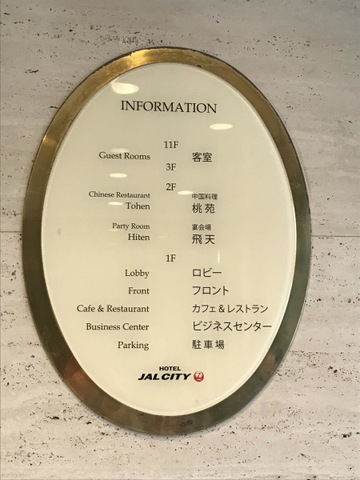 INFORMATION
11F
Guest Rooms 客室
3F
2F
Chinese Restaurant 中国料理
Tohen 桃苑
Party Room 宴会場
Hiten 飛天
1F
Lobby ロビー
Front フロント
Cafe & Restaurant カフェ&レストラン
Business Center ビジネスセンター
Parking 駐車場
HOTEL
JAL CITY